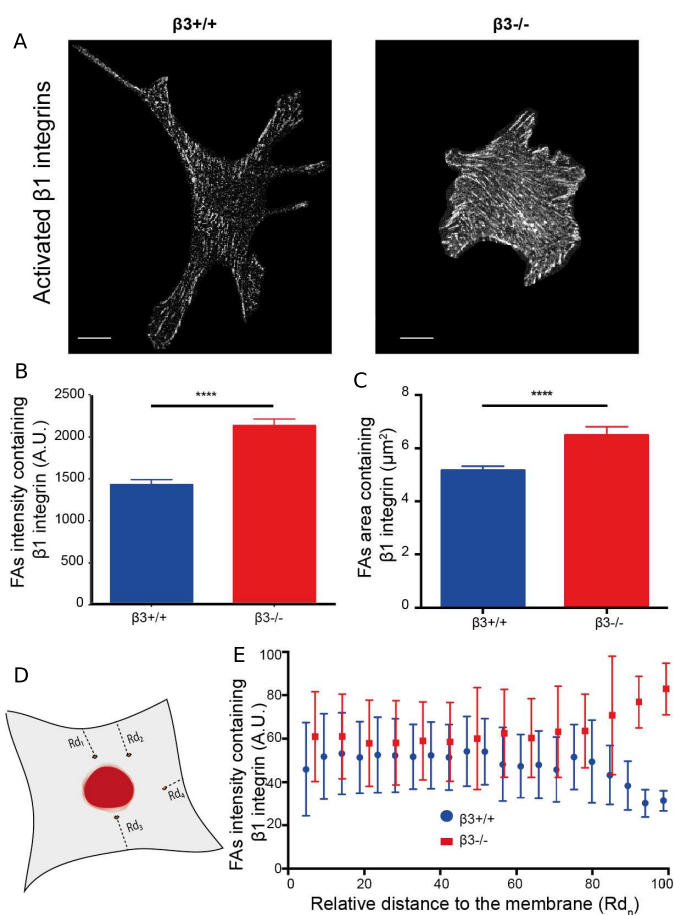 β3+/+
β3-/-
A
Activated β1 integrins
B
FAs intensity containing
β1 integrin (A.U.)
2500
2000
1500
1000
500
0
****
β3+/+
β3-/-
C
FAs area containing
β1 integrin (µm²)
8
6
4
2
0
****
β3+/+
β3-/-
D
Rd₁
Rd₂
Rd₄
Rd₃
E
FAs intensity containing
β1 integrin (A.U.)
100
80
60
40
20
0
β3+/+
β3-/-
0 20 40 60 80 100
Relative distance to the membrane (Rdₙ)